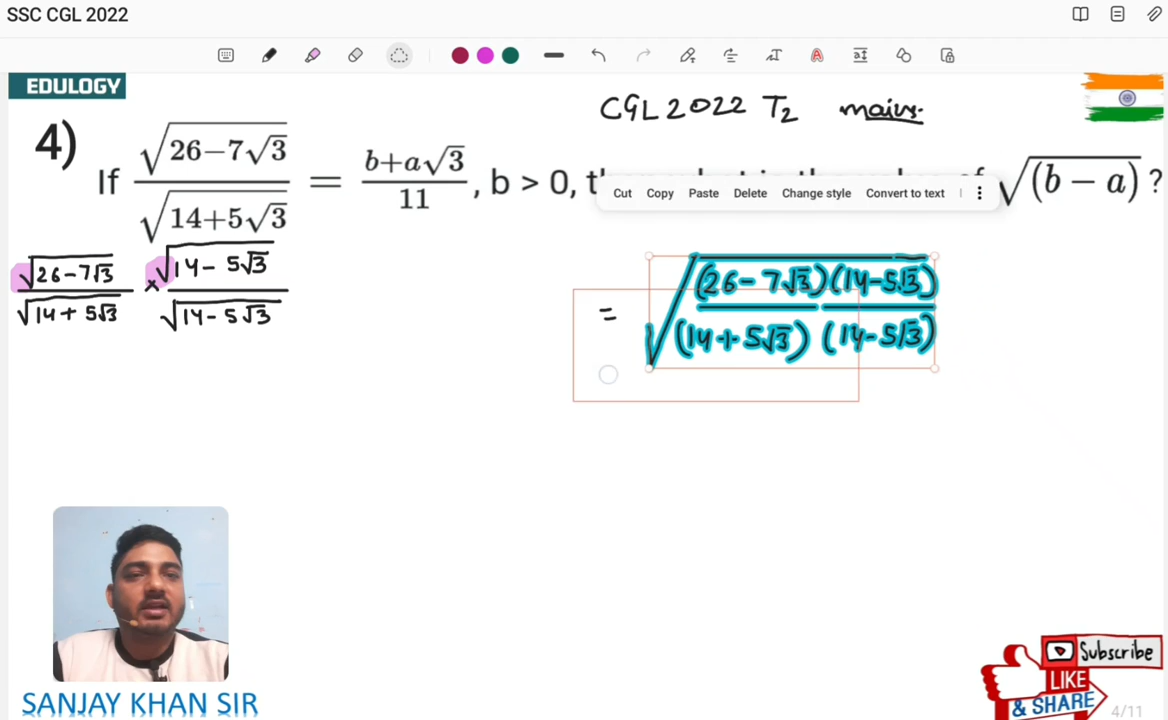 SSC CGL 2022
EDULOGY
CGL 2022 T2 mains.
4) If √(26−7√3) / √(14+5√3) = (b+a√3)/11 , b > 0, t √(b − a) ?
Cut Copy Paste Delete Change style Convert to text
√(26−7√3) / √(14+5√3) × √(14−5√3) / √(14−5√3)
= √((26−7√3)(14−5√3) / (14+5√3)(14−5√3))
SANJAY KHAN SIR
Subscribe
LIKE
& SHARE
4/11